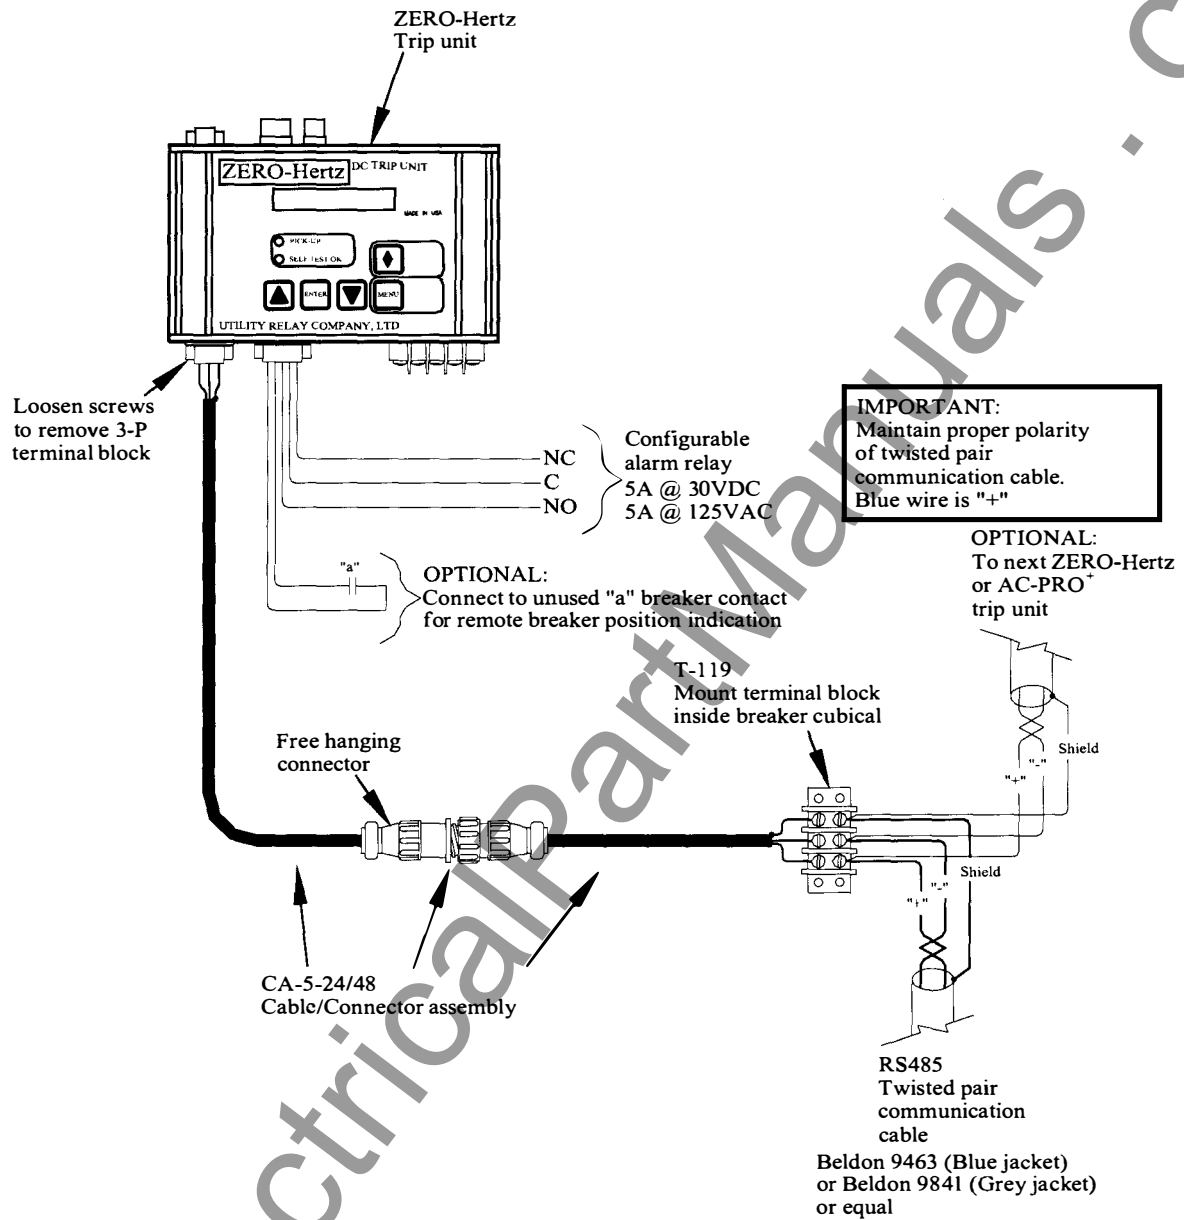 ZERO-Hertz
Trip unit
ZERO-Hertz DC TRIP UNIT
MADE IN USA
PICK-UP
SELF TEST OK
ENTER
MENU
UTILITY RELAY COMPANY, LTD
Loosen screws
to remove 3-P
terminal block
NC
C
NO
Configurable
alarm relay
5A @ 30VDC
5A @ 125VAC
IMPORTANT:
Maintain proper polarity
of twisted pair
communication cable.
Blue wire is "+"
"a"
OPTIONAL:
Connect to unused "a" breaker contact
for remote breaker position indication
OPTIONAL:
To next ZERO-Hertz
or AC-PRO+
trip unit
T-119
Mount terminal block
inside breaker cubical
Free hanging
connector
Shield
"-"
"+"
Shield
"-"
"+"
CA-5-24/48
Cable/Connector assembly
RS485
Twisted pair
communication
cable
Beldon 9463 (Blue jacket)
or Beldon 9841 (Grey jacket)
or equal
ctricalPartManuals . c